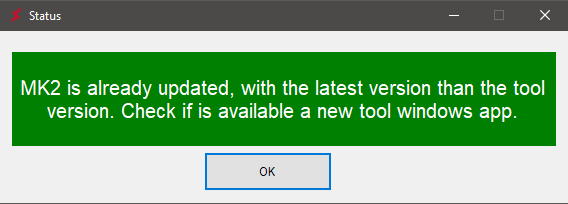 Status
MK2 is already updated, with the latest version than the tool
version. Check if is available a new tool windows app.
OK